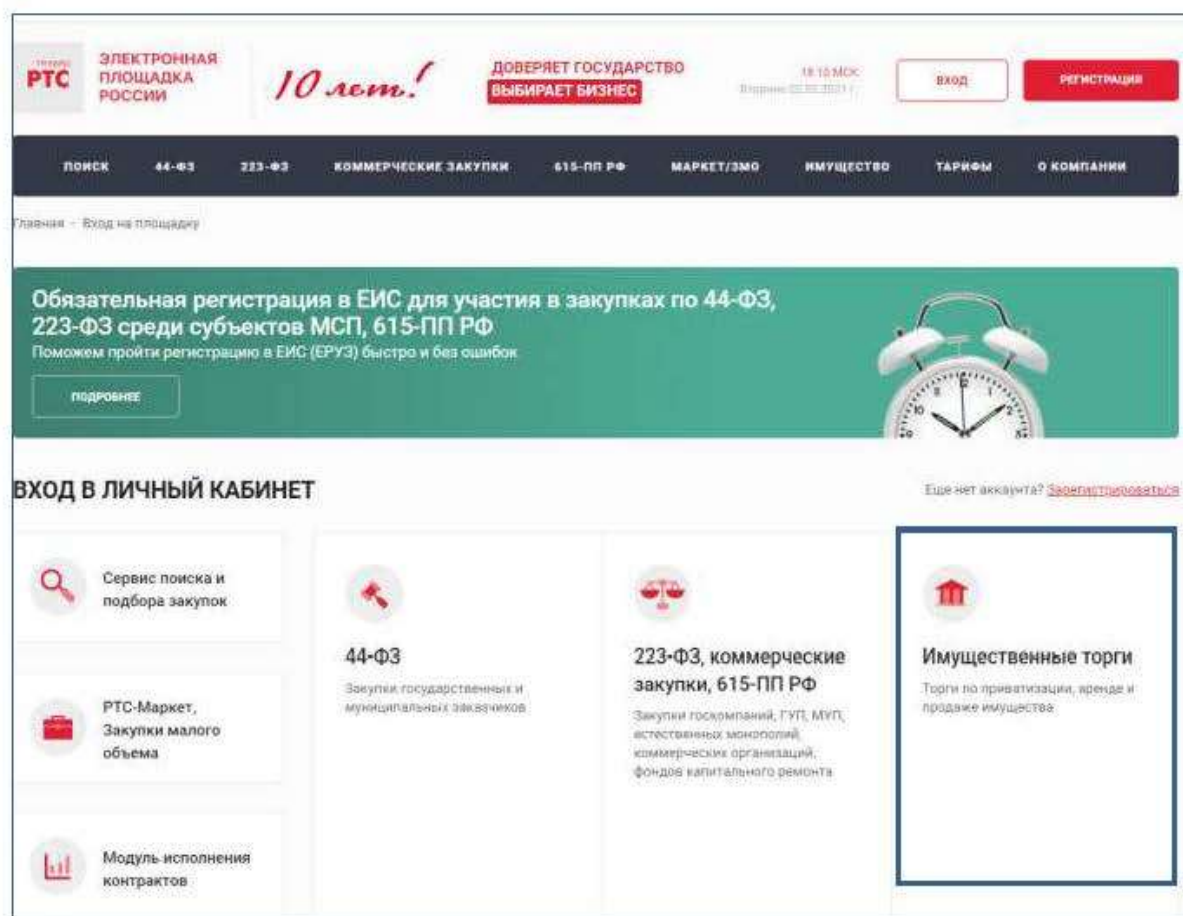 РТС
ЭЛЕКТРОННАЯ
ПЛОЩАДКА
РОССИИ
10 лет!
ДОВЕРЯЕТ ГОСУДАРСТВО
ВЫБИРАЕТ БИЗНЕС
МСК
ВХОД
РЕГИСТРАЦИЯ
ПОИСК 44-ФЗ 223-ФЗ КОММЕРЧЕСКИЕ ЗАКУПКИ 615-ПП РФ МАРКЕТ/ЗМО ИМУЩЕСТВО ТАРИФЫ О КОМПАНИИ
Главная - Вход на площадку
Обязательная регистрация в ЕИС для участия в закупках по 44-ФЗ,
223-ФЗ среди субъектов МСП, 615-ПП РФ
Поможем пройти регистрацию в ЕИС (ЕРУЗ) быстро и без ошибок
ПОДРОБНЕЕ
ВХОД В ЛИЧНЫЙ КАБИНЕТ
Еще нет аккаунта? Зарегистрироваться
Сервис поиска и
подбора закупок
РТС-Маркет,
Закупки малого
объема
Модуль исполнения
контрактов
44-ФЗ
Закупки государственных и
муниципальных заказчиков
223-ФЗ, коммерческие
закупки, 615-ПП РФ
Закупки госкомпаний, ГУП, МУП,
естественных монополий,
коммерческих организаций,
фондов капитального ремонта
Имущественные торги
Торги по приватизации, аренде и
продаже имущества